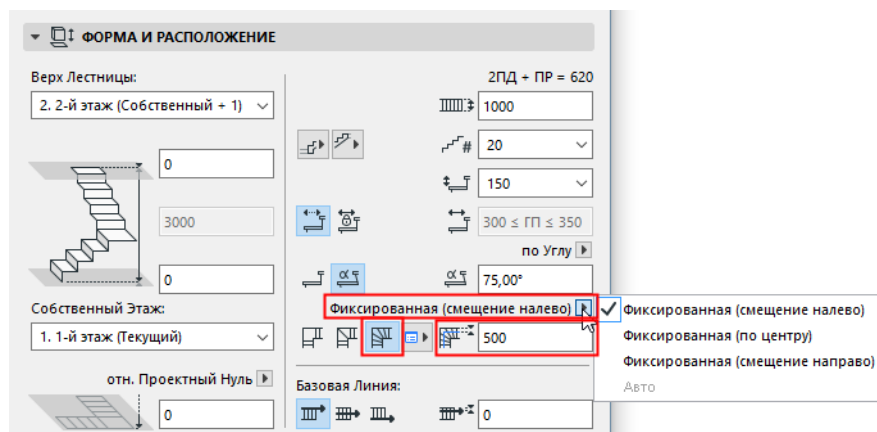 ФОРМА И РАСПОЛОЖЕНИЕ
Верх Лестницы:
2ПД + ПР = 620
2. 2-й этаж (Собственный + 1)
1000
# 20
0
150
3000
300 ≤ ГП ≤ 350
по Углу
0
α
α 75,00°
Собственный Этаж:
Фиксированная (смещение налево)
1. 1-й этаж (Текущий)
500
отн. Проектный Нуль
Базовая Линия:
0
0
Фиксированная (смещение налево)
Фиксированная (по центру)
Фиксированная (смещение направо)
Авто